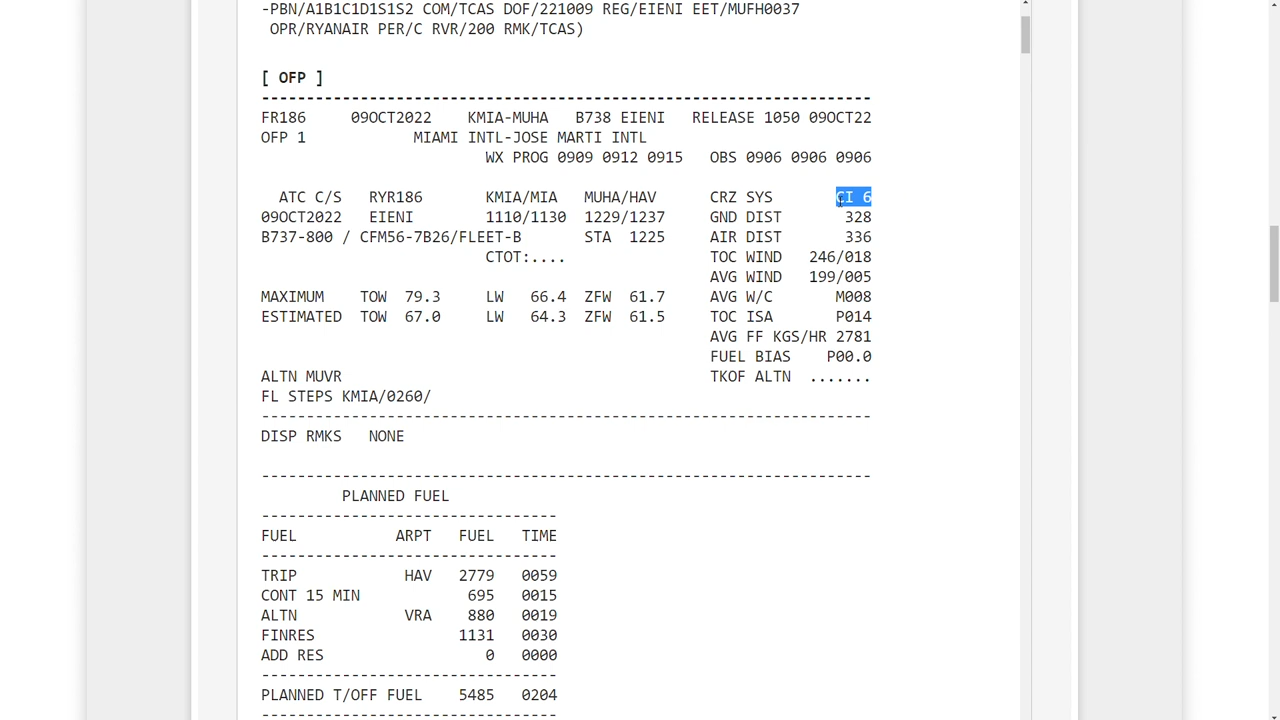 -PBN/A1B1C1D1S1S2 COM/TCAS DOF/221009 REG/EIENI EET/MUFH0037
OPR/RYANAIR PER/C RVR/200 RMK/TCAS)
[ OFP ]
--------------------------------------------------------------------
FR186 09OCT2022 KMIA-MUHA B738 EIENI RELEASE 1050 09OCT22
OFP 1 MIAMI INTL-JOSE MARTI INTL
WX PROG 0909 0912 0915 OBS 0906 0906 0906
ATC C/S RYR186 KMIA/MIA MUHA/HAV CRZ SYS CI 6
09OCT2022 EIENI 1110/1130 1229/1237 GND DIST 328
B737-800 / CFM56-7B26/FLEET-B STA 1225 AIR DIST 336
CTOT:.... TOC WIND 246/018
AVG WIND 199/005
MAXIMUM TOW 79.3 LW 66.4 ZFW 61.7 AVG W/C M008
ESTIMATED TOW 67.0 LW 64.3 ZFW 61.5 TOC ISA P014
AVG FF KGS/HR 2781
FUEL BIAS P00.0
ALTN MUVR TKOF ALTN .......
FL STEPS KMIA/0260/
--------------------------------------------------------------------
DISP RMKS NONE
--------------------------------------------------------------------
PLANNED FUEL
---------------------------------
FUEL ARPT FUEL TIME
---------------------------------
TRIP HAV 2779 0059
CONT 15 MIN 695 0015
ALTN VRA 880 0019
FINRES 1131 0030
ADD RES 0 0000
---------------------------------
PLANNED T/OFF FUEL 5485 0204
---------------------------------